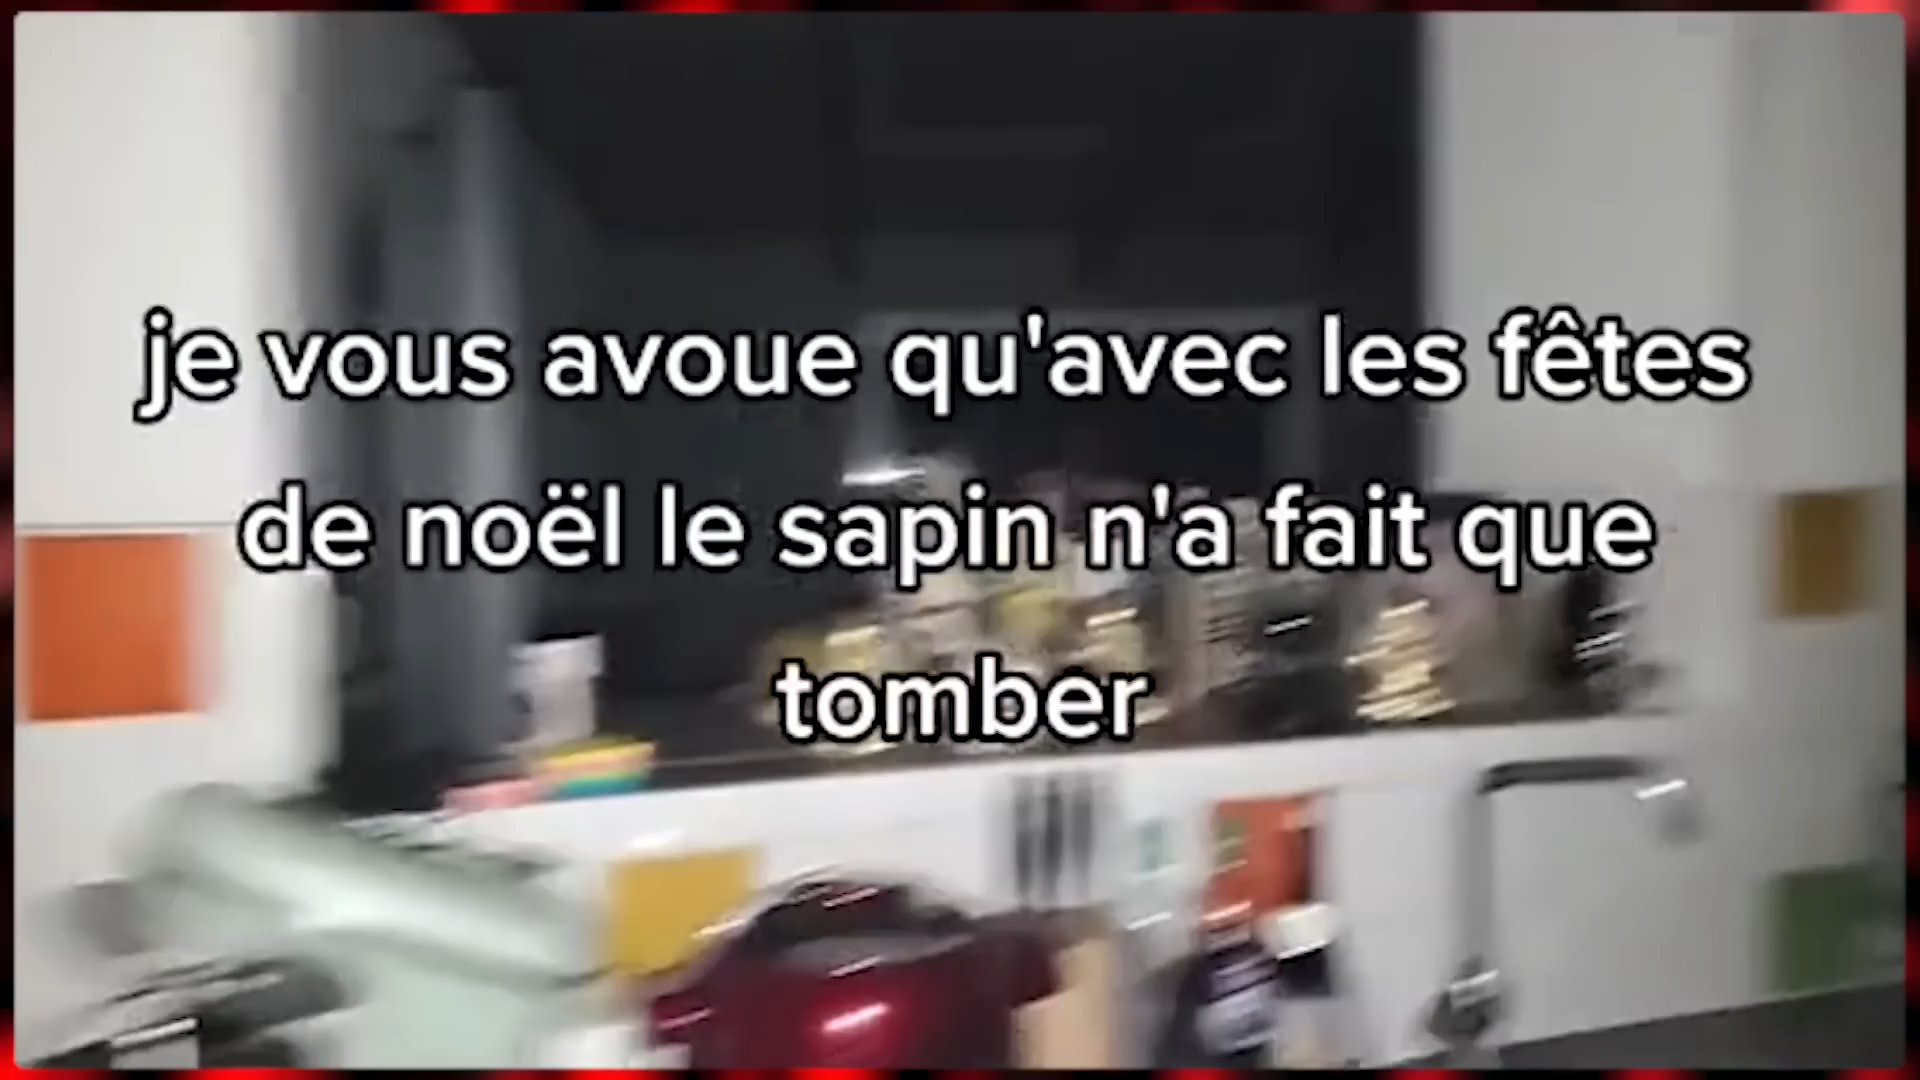 je vous avoue qu'avec les fêtes
de noël le sapin n'a fait que
tomber